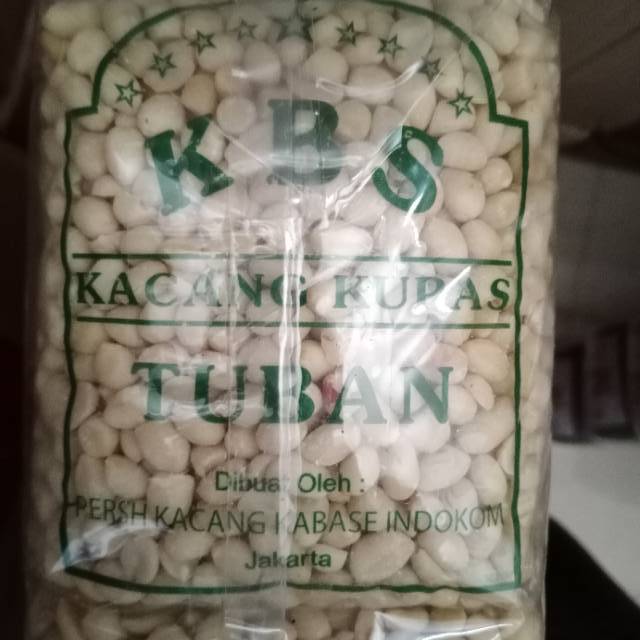 KBS
KACANG KUPAS
TUBAN
Dibuat Oleh :
PERSH KACANG KABASE INDOKOM
Jakarta